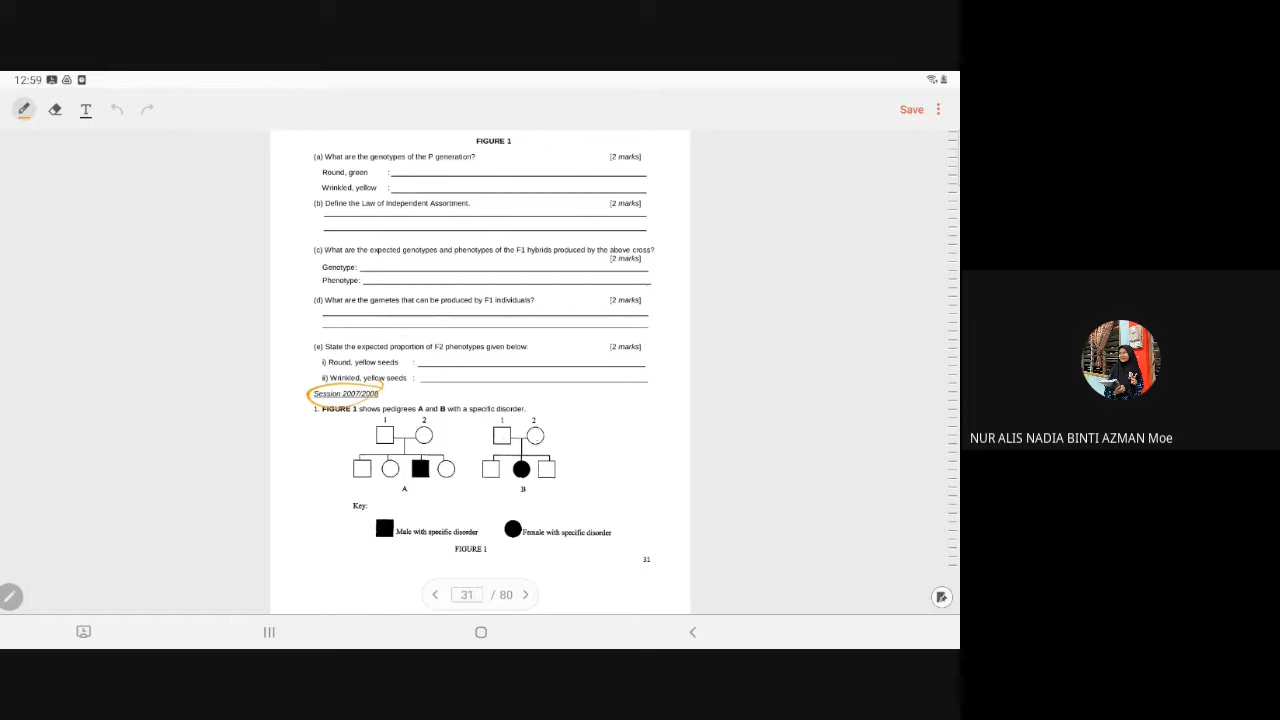 12:59
Save
FIGURE 1
(a) What are the genotypes of the P generation? [2 marks]
Round, green :
Wrinkled, yellow :
(b) Define the Law of Independent Assortment. [2 marks]
(c) What are the expected genotypes and phenotypes of the F1 hybrids produced by the above cross?
[2 marks]
Genotype:
Phenotype:
(d) What are the gametes that can be produced by F1 individuals? [2 marks]
(e) State the expected proportion of F2 phenotypes given below. [2 marks]
i) Round, yellow seeds :
ii) Wrinkled, yellow seeds :
Session 2007/2008
1. FIGURE 1 shows pedigrees A and B with a specific disorder.
1 2 1 2
A B
Key:
Male with specific disorder Female with specific disorder
FIGURE 1
31
31 / 80
NUR ALIS NADIA BINTI AZMAN Moe